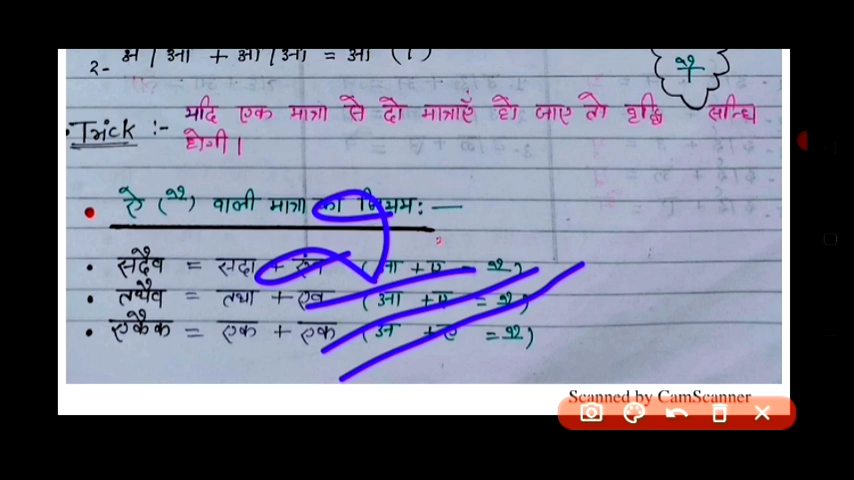 2- अ / आ + ओ / औ = औ ( ौ )
Trick :- यदि एक मात्रा से दो मात्राएँ हो जाए तो वृद्धि सन्धि
होगी।
ऐ ( ै ) वाली मात्रा का नियम : —
• सदैव = सदा + एव ( आ + ए = ै )
• तथैव = तथा + एव ( आ + ए = ै )
• एकैक = एक + एक ( अ + ए = ै )
Scanned by CamScanner